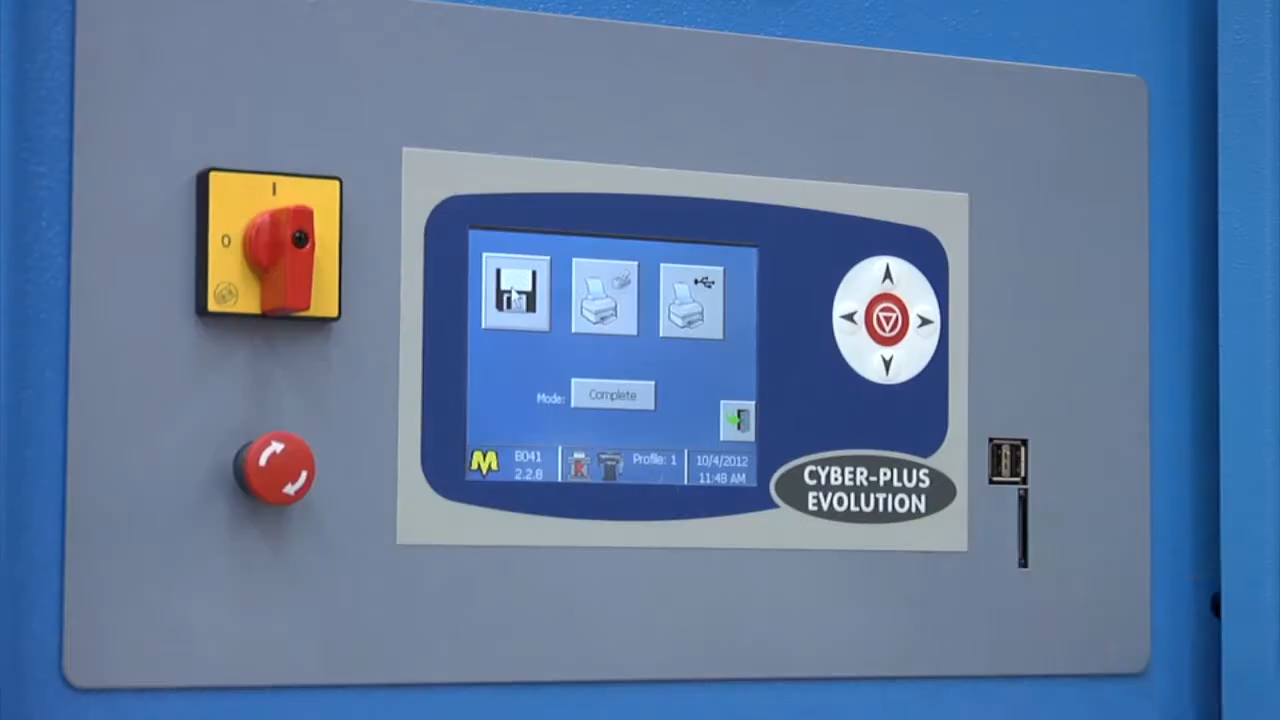 I
0
Mode: Complete
B041
2.2.8
K
Profile: 1
10/4/2012
11:48 AM
CYBER-PLUS
EVOLUTION